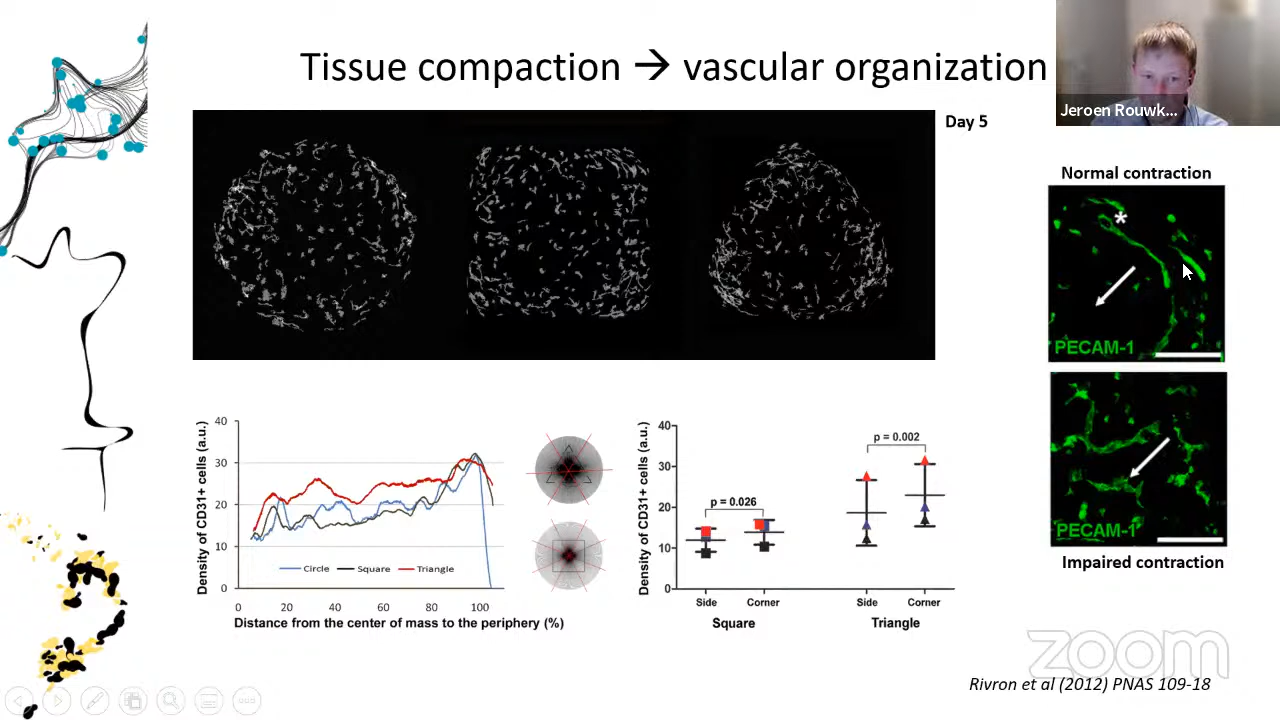 Tissue compaction → vascular organization
Jeroen Rouwk...
Day 5
Normal contraction
*
PECAM-1
PECAM-1
Impaired contraction
Density of CD31+ cells (a.u.)
40
30
20
10
0
Circle
Square
Triangle
0 20 40 60 80 100
Distance from the center of mass to the periphery (%)
Density of CD31+ cells (a.u.)
40
30
20
10
0
p = 0.026
p = 0.002
Side Corner Side Corner
Square Triangle
zoom
Rivron et al (2012) PNAS 109-18